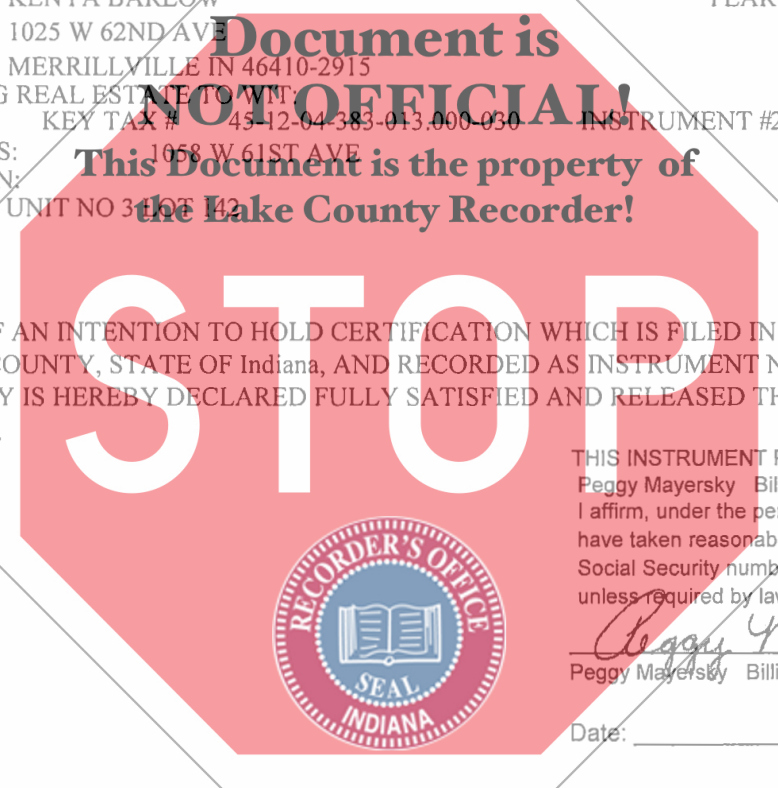 KENYA BARLOW YEAR
1025 W 62ND AVE
Document is
MERRILLVILLE IN 46410-2915
G REAL ESTATE TO WIT:
NOT OFFICIAL!
KEY TAX # 45-12-04-383-013.000-030 INSTRUMENT #2
S: 1058 W 61ST AVE
This Document is the property of
N:
UNIT NO 3 LOT 142
the Lake County Recorder!
STOP
F AN INTENTION TO HOLD CERTIFICATION WHICH IS FILED IN
COUNTY, STATE OF Indiana, AND RECORDED AS INSTRUMENT N
Y IS HEREBY DECLARED FULLY SATISFIED AND RELEASED TH
THIS INSTRUMENT P
Peggy Mayersky Bil
I affirm, under the pe
have taken reasonab
Social Security numb
unless required by la
Peggy
Peggy Mayersky Billi
Date:
RECORDER'S OFFICE
SEAL
INDIANA